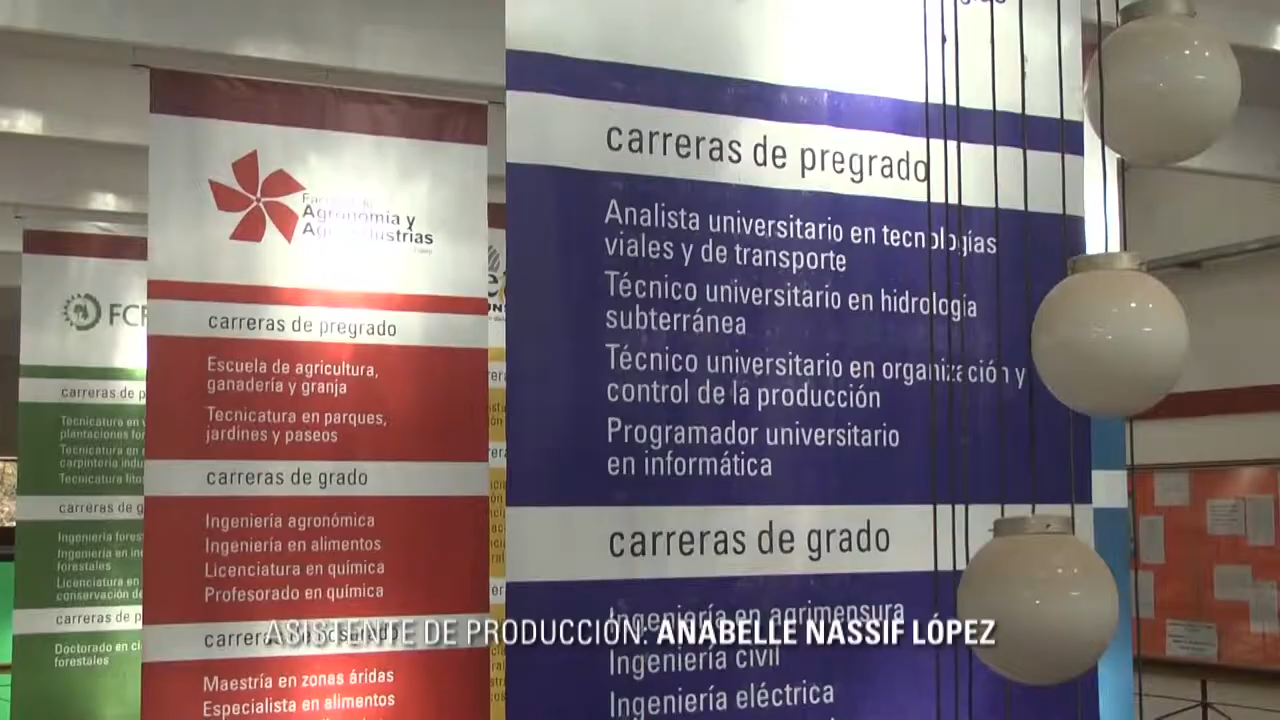 FCF
carreras de p
Tecnicatura en v
plantaciones for
Tecnicatura en
carpintería indu
Tecnicatura
carreras de g
Ingeniería fores
Ingeniería en in
forestales
Licenciatura en
conservación de
carreras de p
Doctorado en ci
forestales
Agronomía y
Agroindustrias
carreras de pregrado
Escuela de agricultura,
ganadería y granja
Tecnicatura en parques,
jardines y paseos
carreras de grado
Ingeniería agronómica
Ingeniería en alimentos
Licenciatura en química
Profesorado en química
carreras de posgrado
Maestría en zonas áridas
Especialista en alimentos
carreras de pregrado
Analista universitario en tecnologías
viales y de transporte
Técnico universitario en hidrología
subterránea
Técnico universitario en organización y
control de la producción
Programador universitario
en informática
carreras de grado
Ingeniería en agrimensura
Ingeniería civil
Ingeniería eléctrica
ASISTENTE DE PRODUCCIÓN: ANABELLE NASSIF LÓPEZ